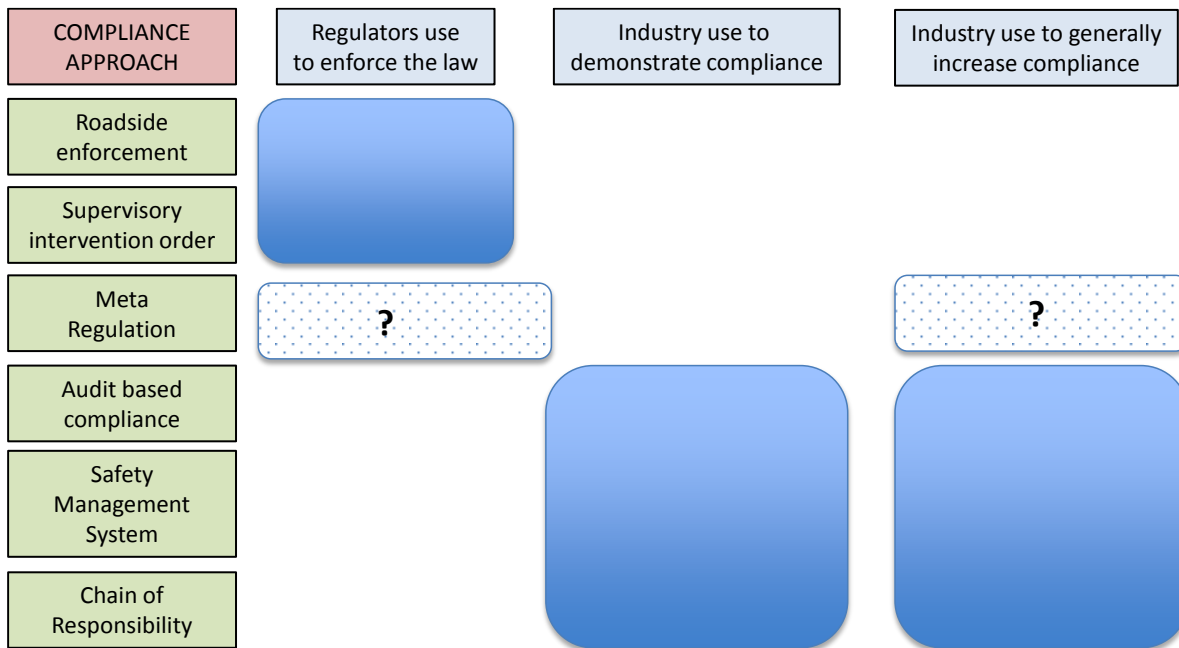 COMPLIANCE
APPROACH
Regulators use
to enforce the law
Industry use to
demonstrate compliance
Industry use to generally
increase compliance
Roadside
enforcement
Supervisory
intervention order
Meta
Regulation
?
?
Audit based
compliance
Safety
Management
System
Chain of
Responsibility